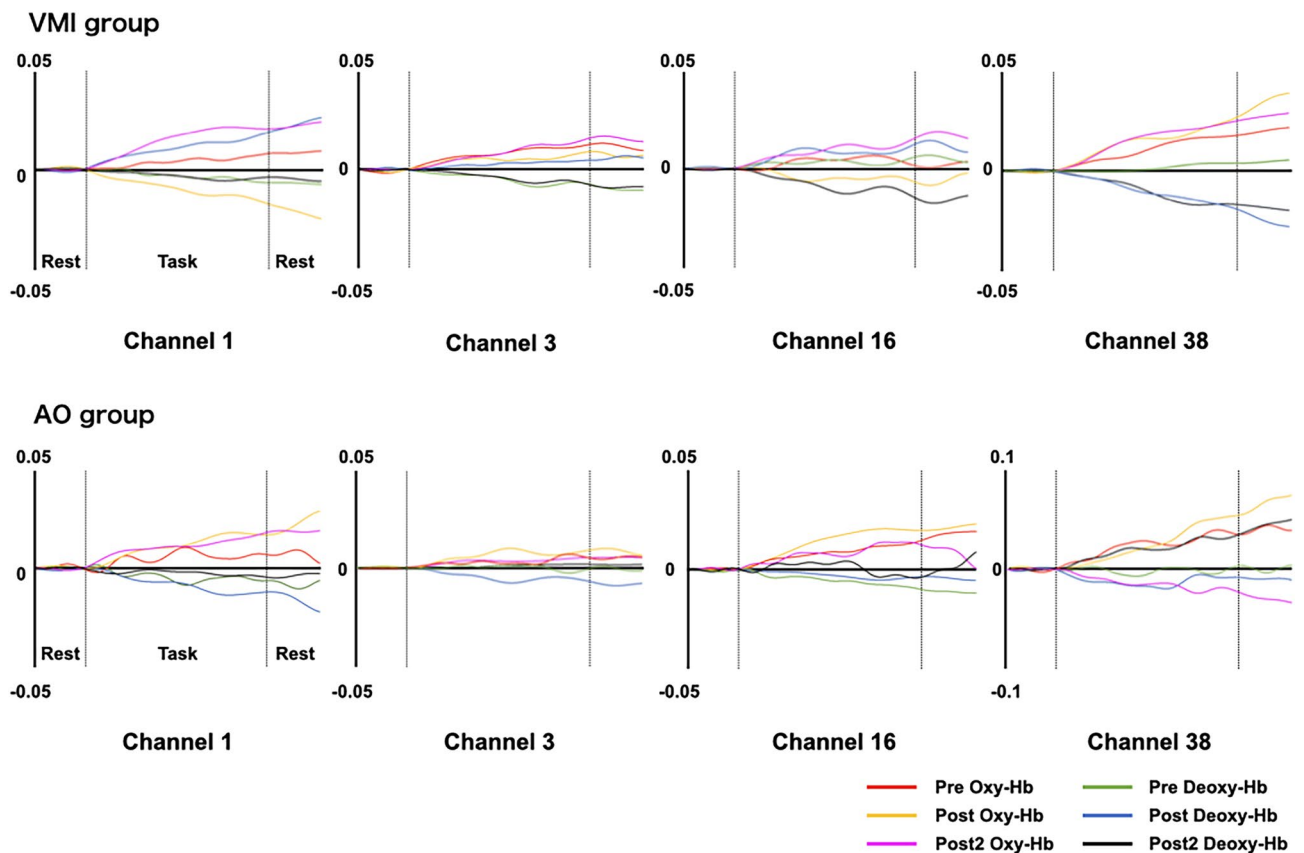 VMI group
0.05 0.05 0.05 0.05
0 0 0 0
Rest Task Rest
-0.05 -0.05 -0.05 -0.05
Channel 1 Channel 3 Channel 16 Channel 38
AO group
0.05 0.05 0.05 0.1
0 0 0 0
Rest Task Rest
-0.05 -0.05 -0.05 -0.1
Channel 1 Channel 3 Channel 16 Channel 38
Pre Oxy-Hb Pre Deoxy-Hb
Post Oxy-Hb Post Deoxy-Hb
Post2 Oxy-Hb Post2 Deoxy-Hb